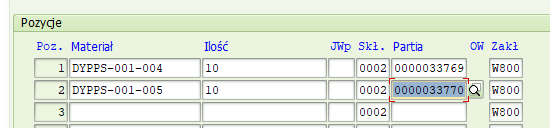 Pozycje
Poz. Materiał Ilość JWp Skł. Partia OW Zakł
1 DYPPS-001-004 10 0002 0000033769 W800
2 DYPPS-001-005 10 0002 0000033770 W800
3 0002 W800